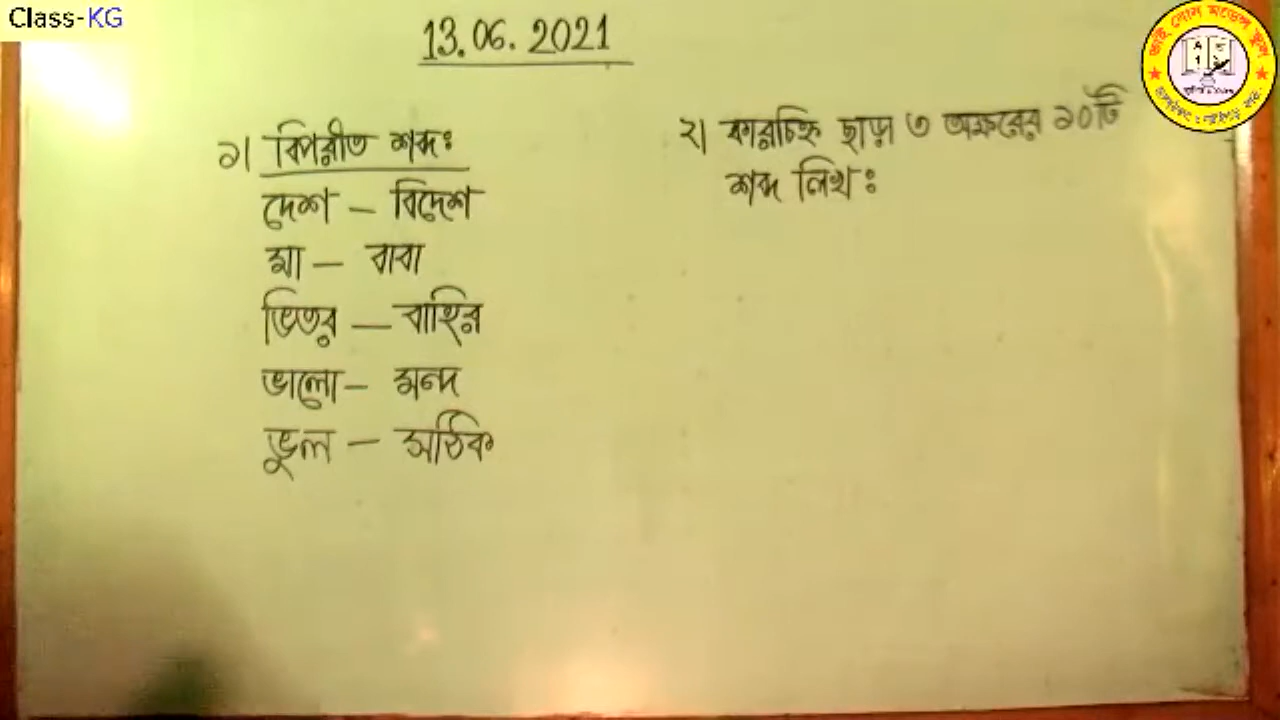 Class-KG
13.06.2021
১। বিপরীত শব্দঃ
দেশ – বিদেশ
মা – বাবা
ভিতর – বাহির
ভালো – মন্দ
ভুল – সঠিক
২। কারচিহ্ন ছাড়া ৩ অক্ষরের ১০টি
শব্দ লিখঃ